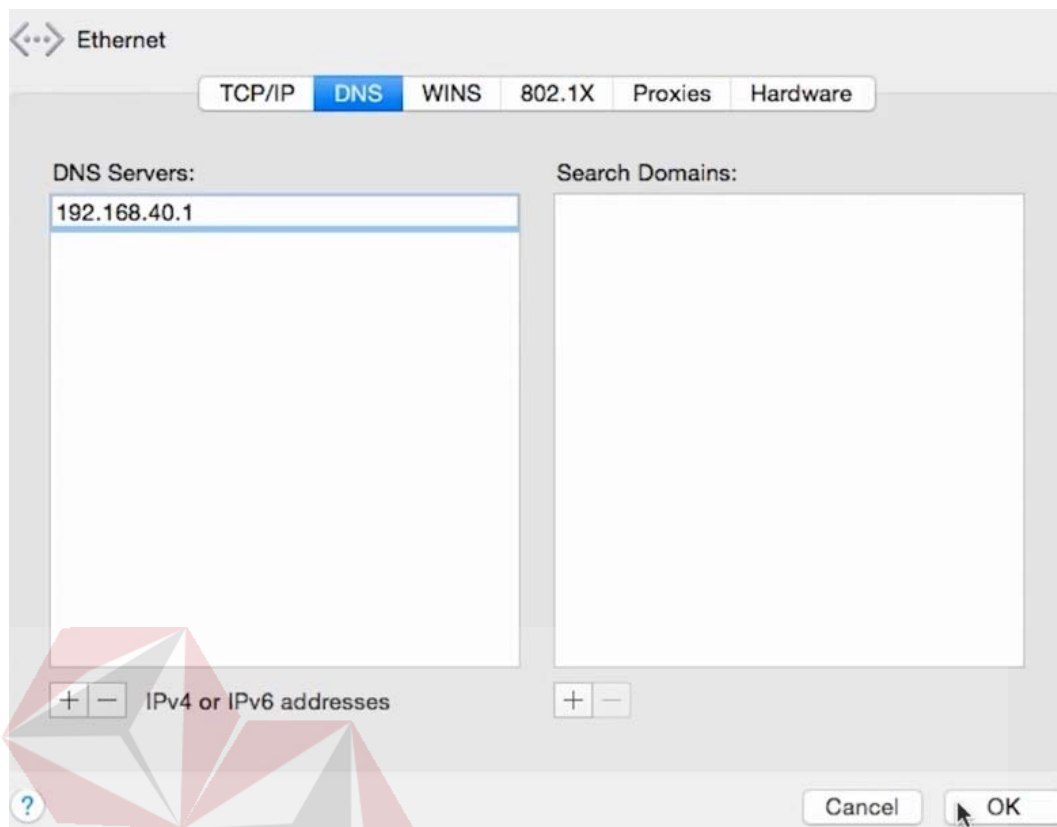 Ethernet
TCP/IP DNS WINS 802.1X Proxies Hardware
DNS Servers: Search Domains:
192.168.40.1
+ − IPv4 or IPv6 addresses + −
? Cancel OK